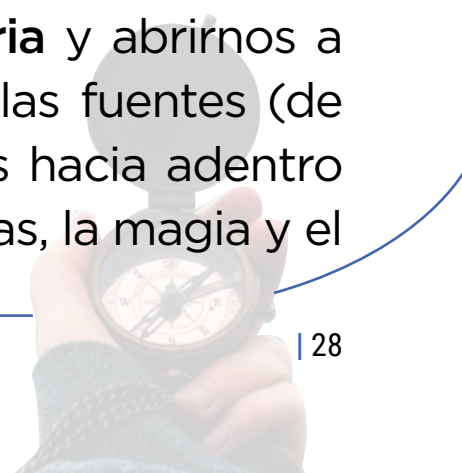 ria y abrirnos a
las fuentes (de
s hacia adentro
as, la magia y el
W
E
S
| 28